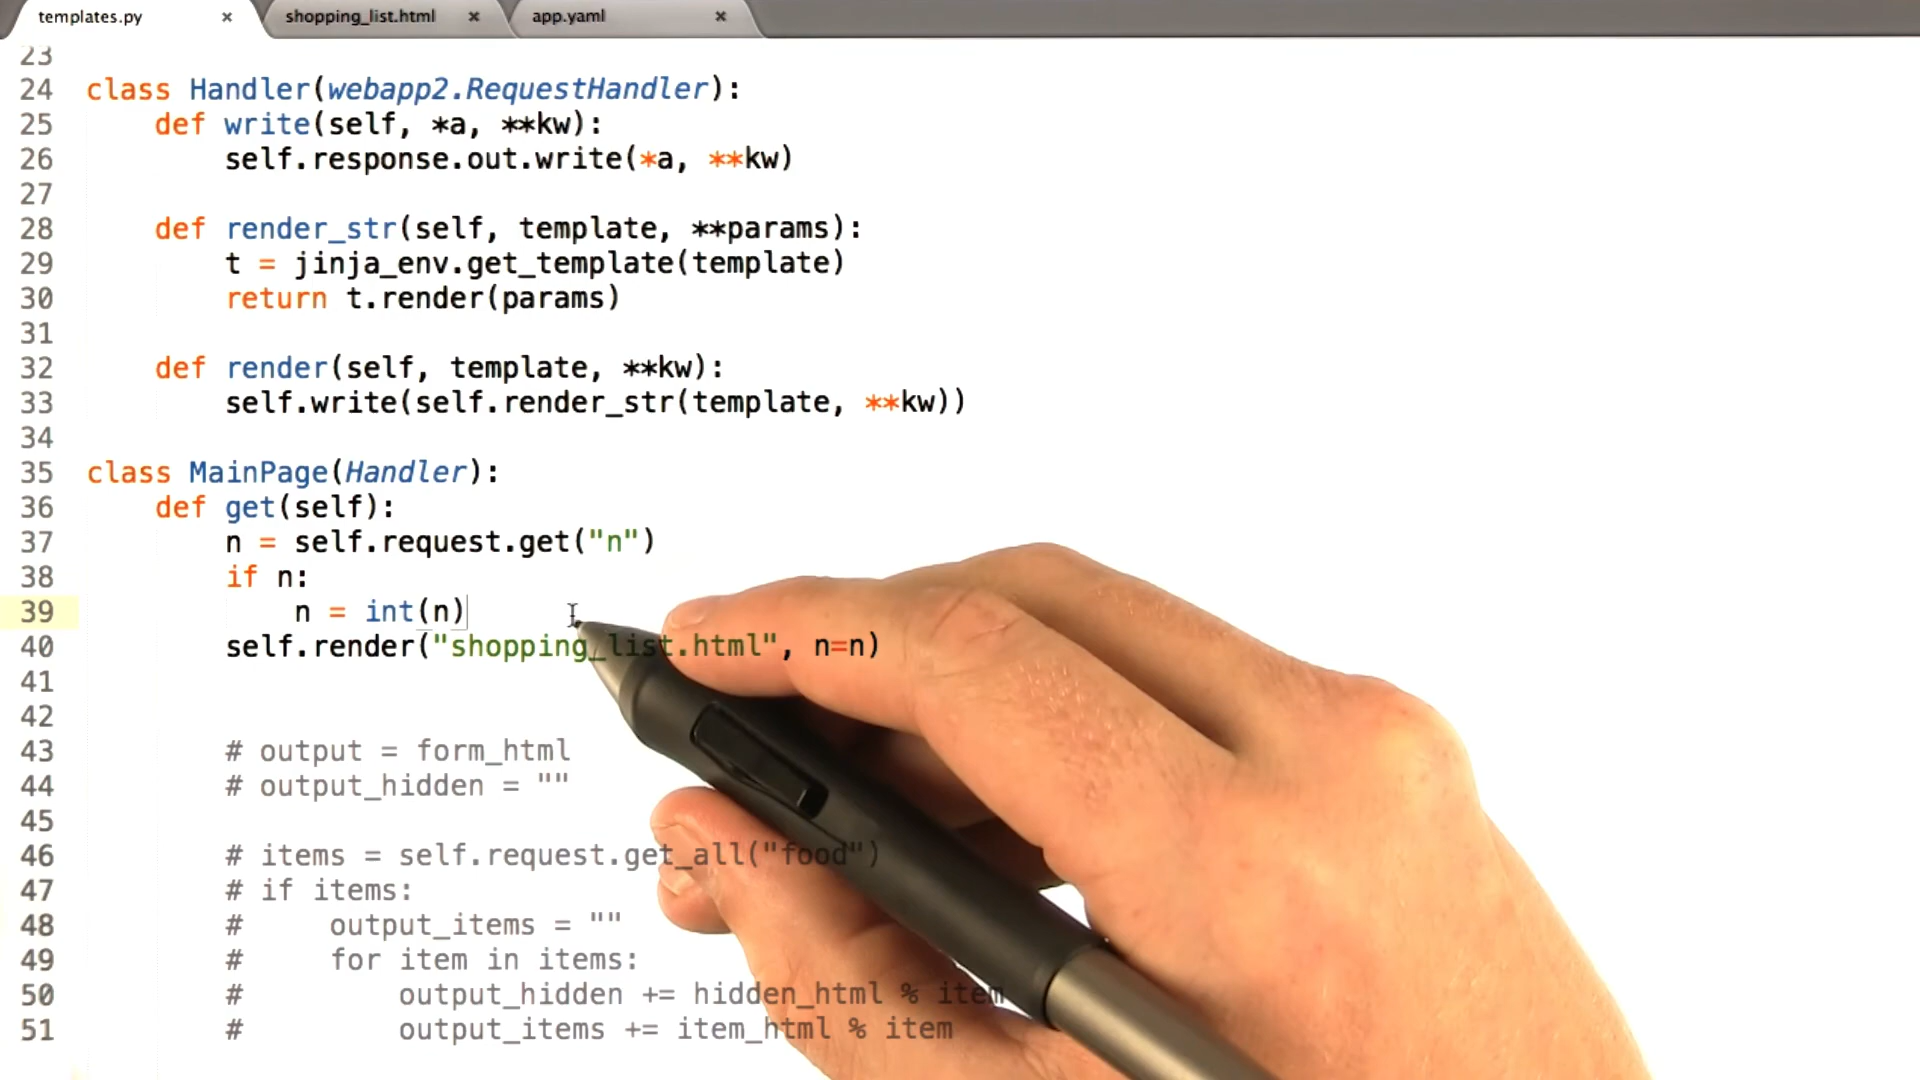 templates.py × shopping_list.html × app.yaml ×
23
24 class Handler(webapp2.RequestHandler):
25     def write(self, *a, **kw):
26         self.response.out.write(*a, **kw)
27
28     def render_str(self, template, **params):
29         t = jinja_env.get_template(template)
30         return t.render(params)
31
32     def render(self, template, **kw):
33         self.write(self.render_str(template, **kw))
34
35 class MainPage(Handler):
36     def get(self):
37         n = self.request.get("n")
38         if n:
39             n = int(n)
40         self.render("shopping_list.html", n=n)
41
42
43         # output = form_html
44         # output_hidden = ""
45
46         # items = self.request.get_all("food")
47         # if items:
48         #     output_items = ""
49         #     for item in items:
50         #         output_hidden += hidden_html % item
51         #         output_items += item_html % item